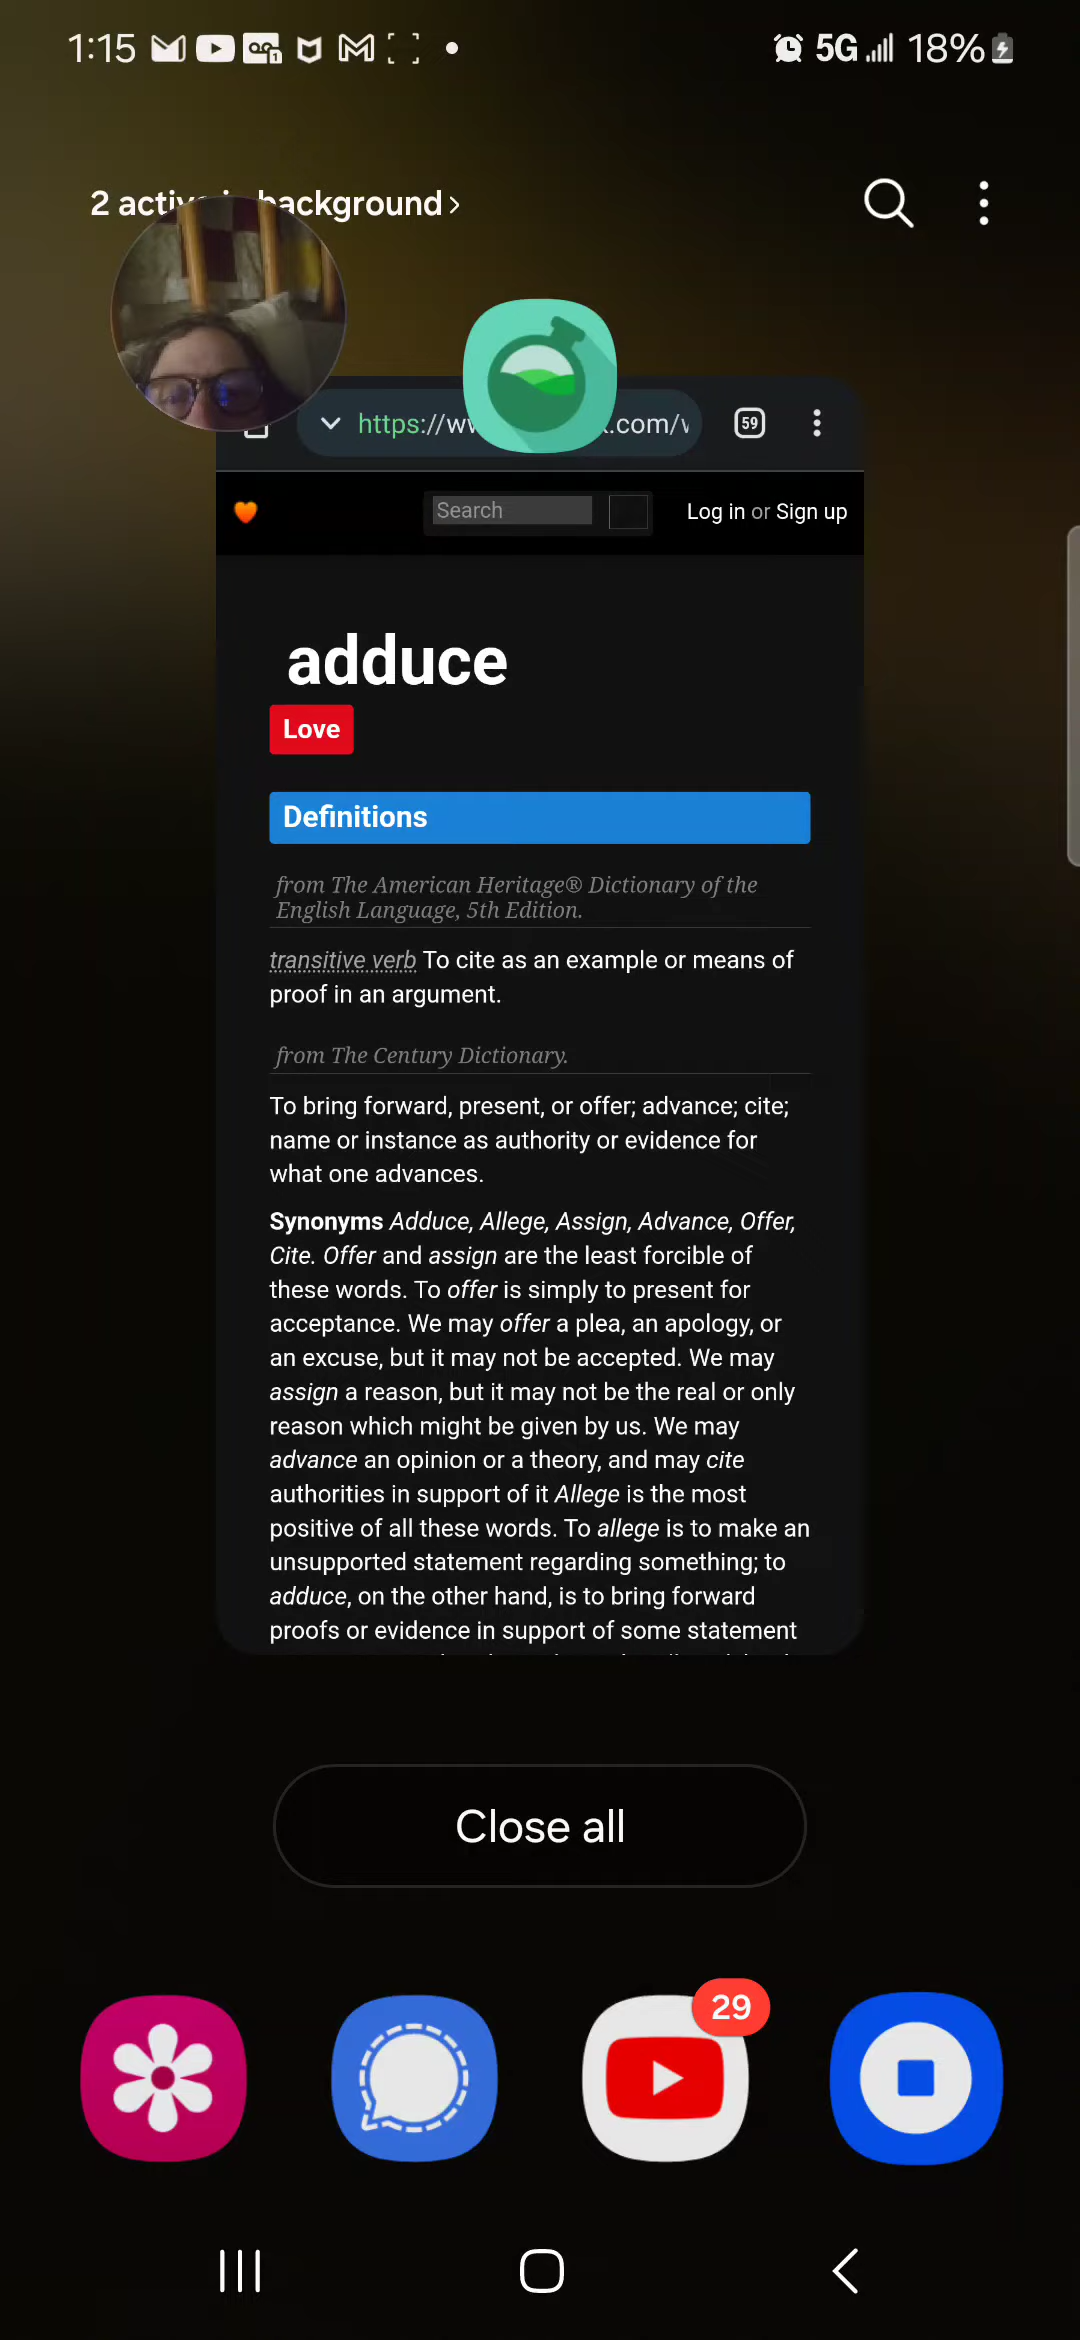 1:15
5G 18%
2 background
https://w .com/
59
Search
Log in or Sign up
adduce
Love
Definitions
from The American Heritage® Dictionary of the
English Language, 5th Edition.
transitive verb To cite as an example or means of
proof in an argument.
from The Century Dictionary.
To bring forward, present, or offer; advance; cite;
name or instance as authority or evidence for
what one advances.
Synonyms Adduce, Allege, Assign, Advance, Offer,
Cite. Offer and assign are the least forcible of
these words. To offer is simply to present for
acceptance. We may offer a plea, an apology, or
an excuse, but it may not be accepted. We may
assign a reason, but it may not be the real or only
reason which might be given by us. We may
advance an opinion or a theory, and may cite
authorities in support of it Allege is the most
positive of all these words. To allege is to make an
unsupported statement regarding something; to
adduce, on the other hand, is to bring forward
proofs or evidence in support of some statement
Close all
29